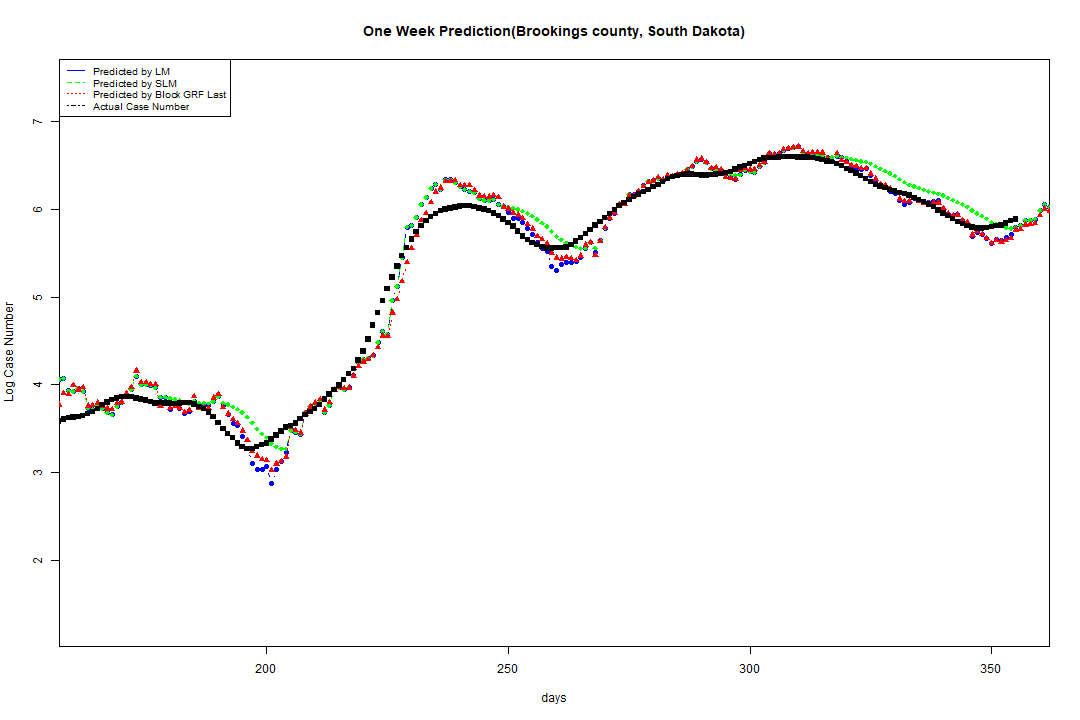 One Week Prediction(Brookings county, South Dakota)
Predicted by LM
Predicted by SLM
Predicted by Block GRF Last
Actual Case Number
7
6
5
4
3
2
Log Case Number
200 250 300 350
days